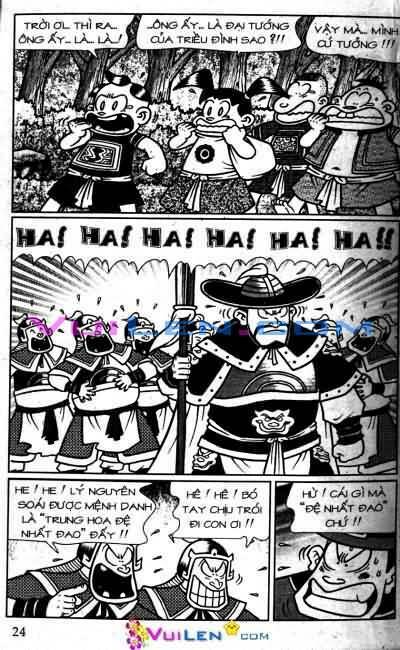 TRỜI ƠI, THÌ RA...
ÔNG ẤY... LÀ... LÀ..!
...ÔNG ẤY... LÀ ĐẠI TƯỚNG
CỦA TRIỀU ĐÌNH SAO ?!!
VẬY MÀ... MÌNH
CỨ TƯỞNG !!!
HA! HA! HA! HA! HA! HA!!
VUILEN.COM
HE ! HE ! LÝ NGUYÊN
SOÁI ĐƯỢC MỆNH DANH
LÀ "TRUNG HOA ĐỆ
NHẤT ĐAO" ĐẤY !!
HÊ ! HÊ ! BÓ
TAY CHỊU TRÓI
ĐI CON ƠI !!
HỪ ! CÁI GÌ MÀ
"ĐỆ NHẤT ĐAO"
CHỨ !!
24
VUILEN.COM